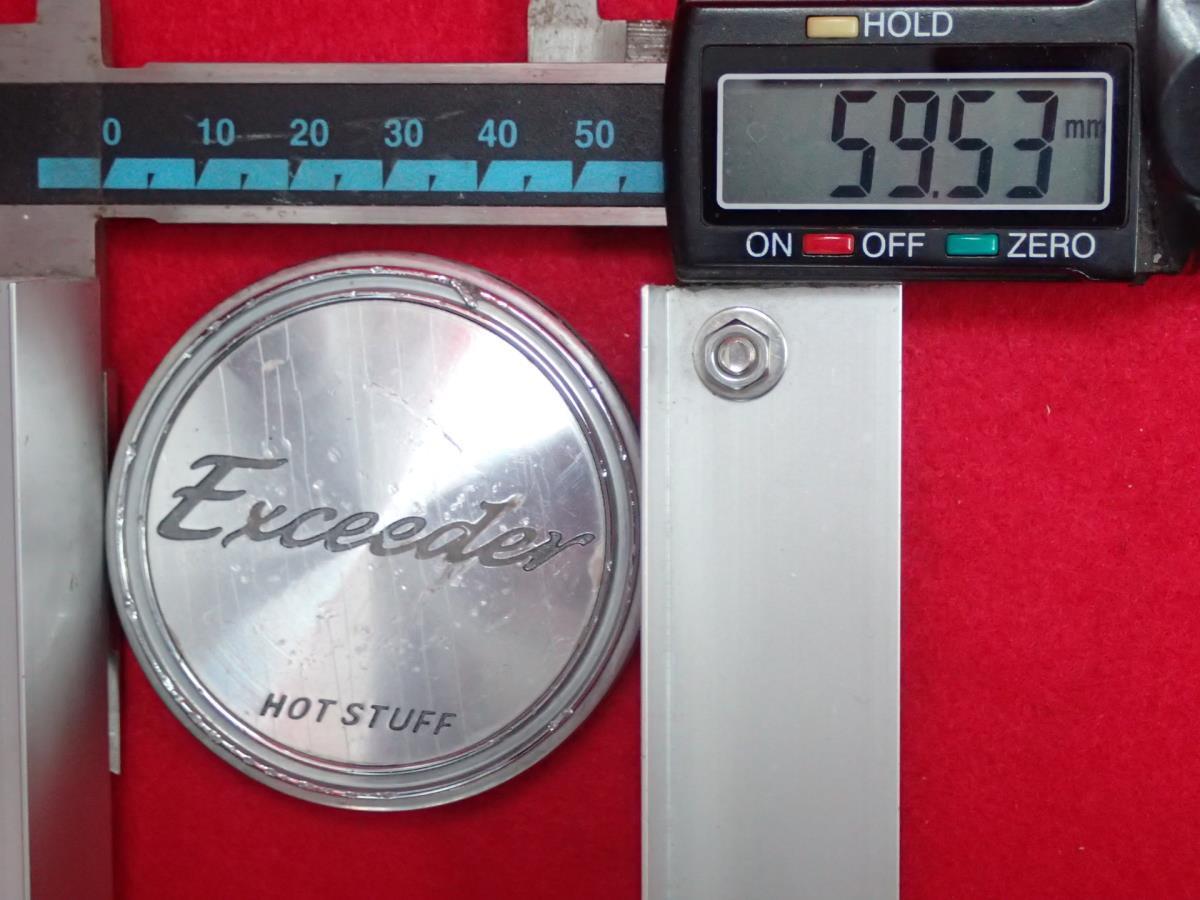 HOLD
0 10 20 30 40 50
59.53 mm
ON OFF ZERO
Exceeder
HOT STUFF